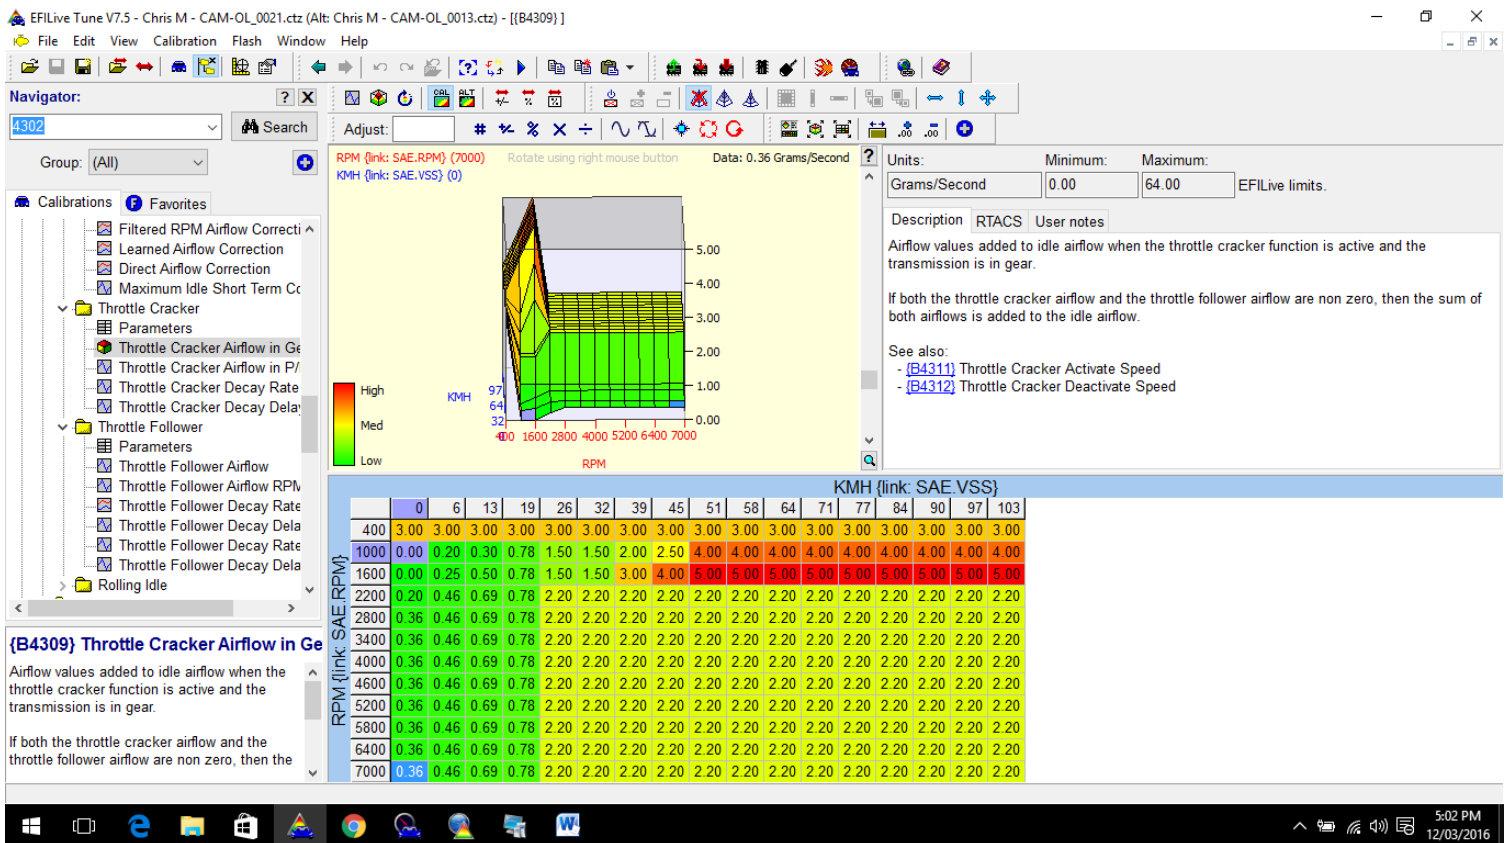 EFILive Tune V7.5 - Chris M - CAM-OL_0021.ctz (Alt: Chris M - CAM-OL_0013.ctz) - [{B4309} ]
File Edit View Calibration Flash Window Help
Navigator:
4302
Search
Group: (All)
Calibrations
Favorites
Filtered RPM Airflow Correcti
Learned Airflow Correction
Direct Airflow Correction
Maximum Idle Short Term Co
Throttle Cracker
Parameters
Throttle Cracker Airflow in Ge
Throttle Cracker Airflow in P/
Throttle Cracker Decay Rate
Throttle Cracker Decay Delay
Throttle Follower
Parameters
Throttle Follower Airflow
Throttle Follower Airflow RPM
Throttle Follower Decay Rate
Throttle Follower Decay Dela
Throttle Follower Decay Rate
Throttle Follower Decay Dela
Rolling Idle
{B4309} Throttle Cracker Airflow in Ge
Airflow values added to idle airflow when the
throttle cracker function is active and the
transmission is in gear.
If both the throttle cracker airflow and the
throttle follower airflow are non zero, then the
CAL
ALT
Adjust:
RPM {link: SAE.RPM} (7000) Rotate using right mouse button Data: 0.36 Grams/Second
KMH {link: SAE.VSS} (0)
5.00
4.00
3.00
2.00
1.00
0.00
High
Med
Low
KMH
97
64
32
400 1600 2800 4000 5200 6400 7000
RPM
Units: Minimum: Maximum:
Grams/Second 0.00 64.00 EFILive limits.
Description RTACS User notes
Airflow values added to idle airflow when the throttle cracker function is active and the
transmission is in gear.
If both the throttle cracker airflow and the throttle follower airflow are non zero, then the sum of
both airflows is added to the idle airflow.
See also:
- {B4311} Throttle Cracker Activate Speed
- {B4312} Throttle Cracker Deactivate Speed
KMH {link: SAE.VSS}
RPM {link: SAE.RPM}
0 6 13 19 26 32 39 45 51 58 64 71 77 84 90 97 103
400 3.00 3.00 3.00 3.00 3.00 3.00 3.00 3.00 3.00 3.00 3.00 3.00 3.00 3.00 3.00 3.00 3.00
1000 0.00 0.20 0.30 0.78 1.50 1.50 2.00 2.50 4.00 4.00 4.00 4.00 4.00 4.00 4.00 4.00 4.00
1600 0.00 0.25 0.50 0.78 1.50 1.50 3.00 4.00 5.00 5.00 5.00 5.00 5.00 5.00 5.00 5.00 5.00
2200 0.20 0.46 0.69 0.78 2.20 2.20 2.20 2.20 2.20 2.20 2.20 2.20 2.20 2.20 2.20 2.20 2.20
2800 0.36 0.46 0.69 0.78 2.20 2.20 2.20 2.20 2.20 2.20 2.20 2.20 2.20 2.20 2.20 2.20 2.20
3400 0.36 0.46 0.69 0.78 2.20 2.20 2.20 2.20 2.20 2.20 2.20 2.20 2.20 2.20 2.20 2.20 2.20
4000 0.36 0.46 0.69 0.78 2.20 2.20 2.20 2.20 2.20 2.20 2.20 2.20 2.20 2.20 2.20 2.20 2.20
4600 0.36 0.46 0.69 0.78 2.20 2.20 2.20 2.20 2.20 2.20 2.20 2.20 2.20 2.20 2.20 2.20 2.20
5200 0.36 0.46 0.69 0.78 2.20 2.20 2.20 2.20 2.20 2.20 2.20 2.20 2.20 2.20 2.20 2.20 2.20
5800 0.36 0.46 0.69 0.78 2.20 2.20 2.20 2.20 2.20 2.20 2.20 2.20 2.20 2.20 2.20 2.20 2.20
6400 0.36 0.46 0.69 0.78 2.20 2.20 2.20 2.20 2.20 2.20 2.20 2.20 2.20 2.20 2.20 2.20 2.20
7000 0.36 0.46 0.69 0.78 2.20 2.20 2.20 2.20 2.20 2.20 2.20 2.20 2.20 2.20 2.20 2.20 2.20
5:02 PM
12/03/2016